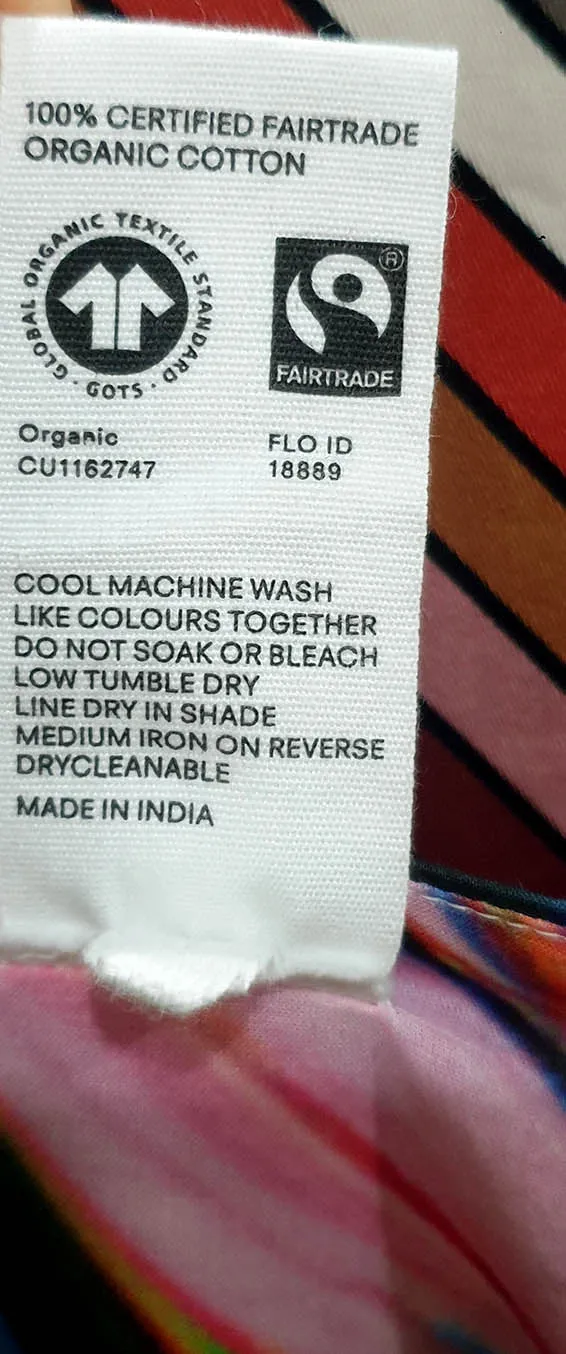 100% CERTIFIED FAIRTRADE
ORGANIC COTTON
GLOBAL ORGANIC TEXTILE STANDARD · GOTS ·
FAIRTRADE ®
Organic
CU1162747
FLO ID
18889
COOL MACHINE WASH
LIKE COLOURS TOGETHER
DO NOT SOAK OR BLEACH
LOW TUMBLE DRY
LINE DRY IN SHADE
MEDIUM IRON ON REVERSE
DRYCLEANABLE
MADE IN INDIA